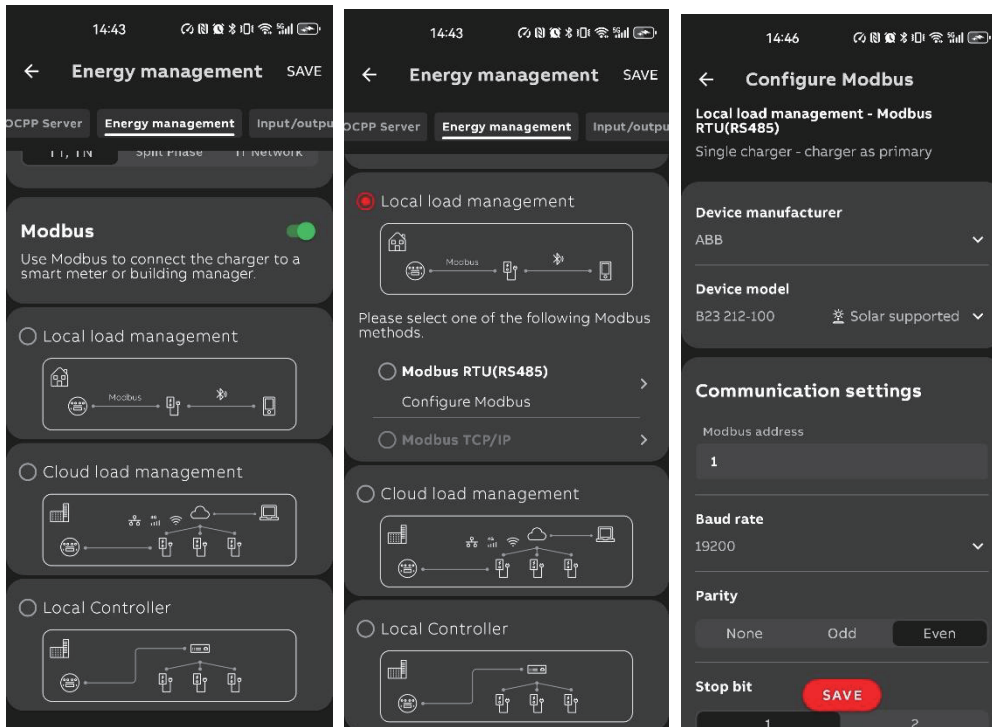 14:43
Energy management SAVE
OCPP Server Energy management Input/outpu
TT, TN Split Phase IT Network
Modbus
Use Modbus to connect the charger to a
smart meter or building manager.
Local load management
Modbus
Cloud load management
Local Controller
14:43
Energy management SAVE
OCPP Server Energy management Input/outpu
Local load management
Modbus
Please select one of the following Modbus
methods.
Modbus RTU(RS485)
Configure Modbus
Modbus TCP/IP
Cloud load management
Local Controller
14:46
Configure Modbus
Local load management - Modbus
RTU(RS485)
Single charger - charger as primary
Device manufacturer
ABB
Device model
B23 212-100 Solar supported
Communication settings
Modbus address
1
Baud rate
19200
Parity
None Odd Even
Stop bit SAVE
1 2